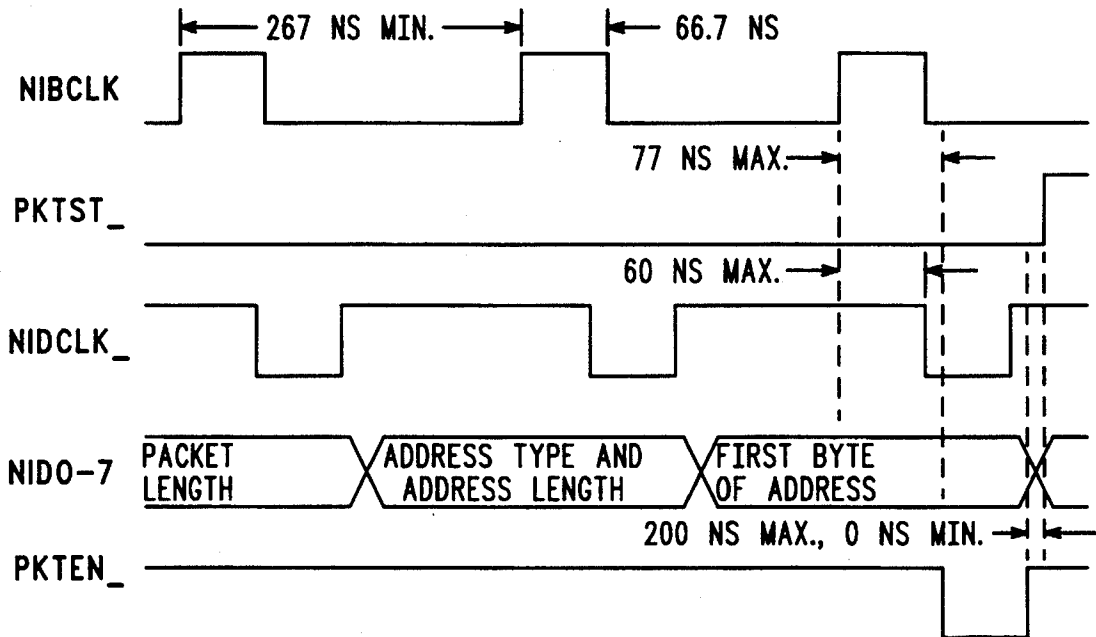 267 NS MIN.
66.7 NS
NIBCLK
77 NS MAX.
PKTST_
60 NS MAX.
NIDCLK_
NIDO-7
PACKET
LENGTH
ADDRESS TYPE AND
ADDRESS LENGTH
FIRST BYTE
OF ADDRESS
200 NS MAX., 0 NS MIN.
PKTEN_